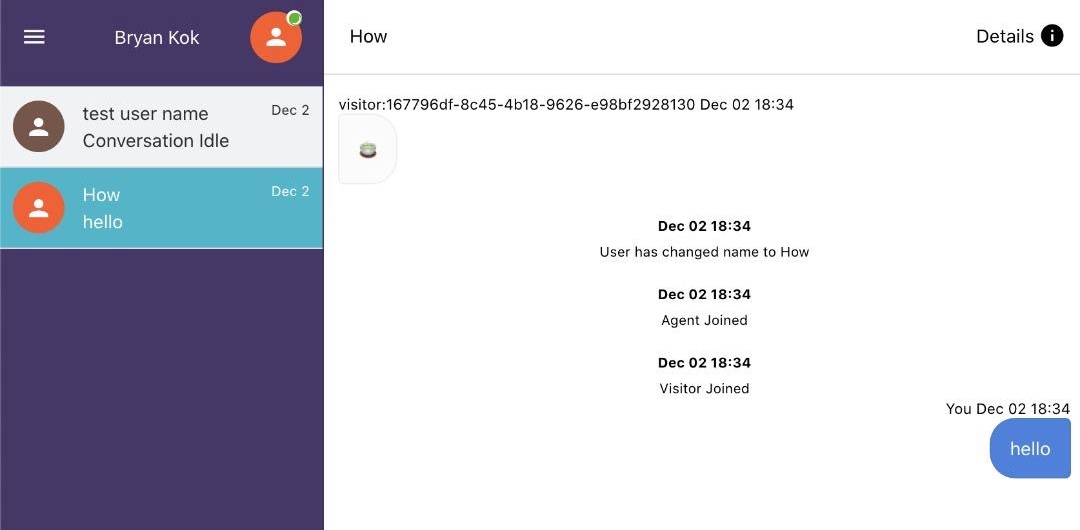 Bryan Kok
test user name
Dec 2
Conversation Idle
How
Dec 2
hello
How
Details
visitor:167796df-8c45-4b18-9626-e98bf2928130 Dec 02 18:34
Dec 02 18:34
User has changed name to How
Dec 02 18:34
Agent Joined
Dec 02 18:34
Visitor Joined
You Dec 02 18:34
hello